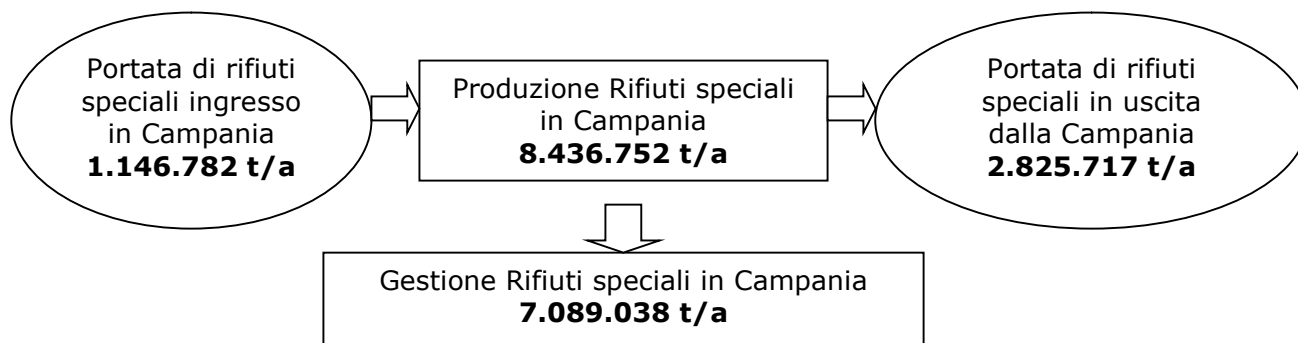 Portata di rifiuti
speciali ingresso
in Campania
1.146.782 t/a
Produzione Rifiuti speciali
in Campania
8.436.752 t/a
Portata di rifiuti
speciali in uscita
dalla Campania
2.825.717 t/a
Gestione Rifiuti speciali in Campania
7.089.038 t/a